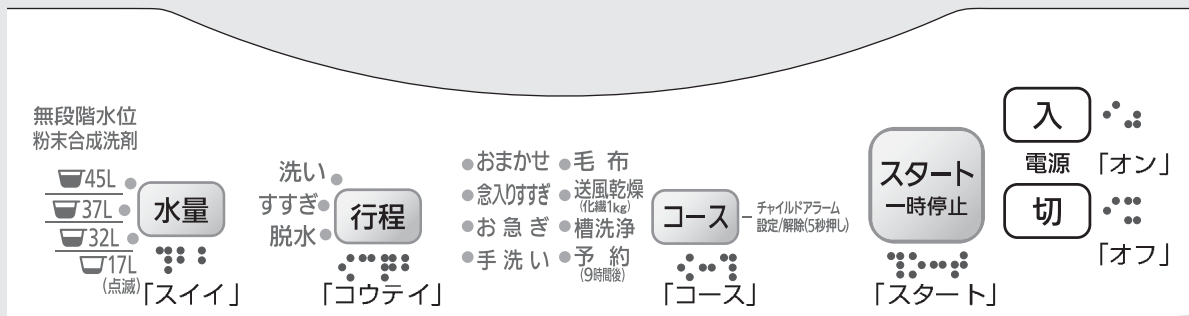 無段階水位
粉末合成洗剤
45L
37L
32L
17L
(点滅)
水量
「スイイ」
洗い
すすぎ
脱水
行程
「コウテイ」
おまかせ
念入りすすぎ
お急ぎ
手洗い
毛布
送風乾燥
(化繊1kg)
槽洗浄
予約
(9時間後)
コース
チャイルドアラーム
設定/解除(5秒押し)
「コース」
スタート
一時停止
「スタート」
入
電源
「オン」
切
「オフ」